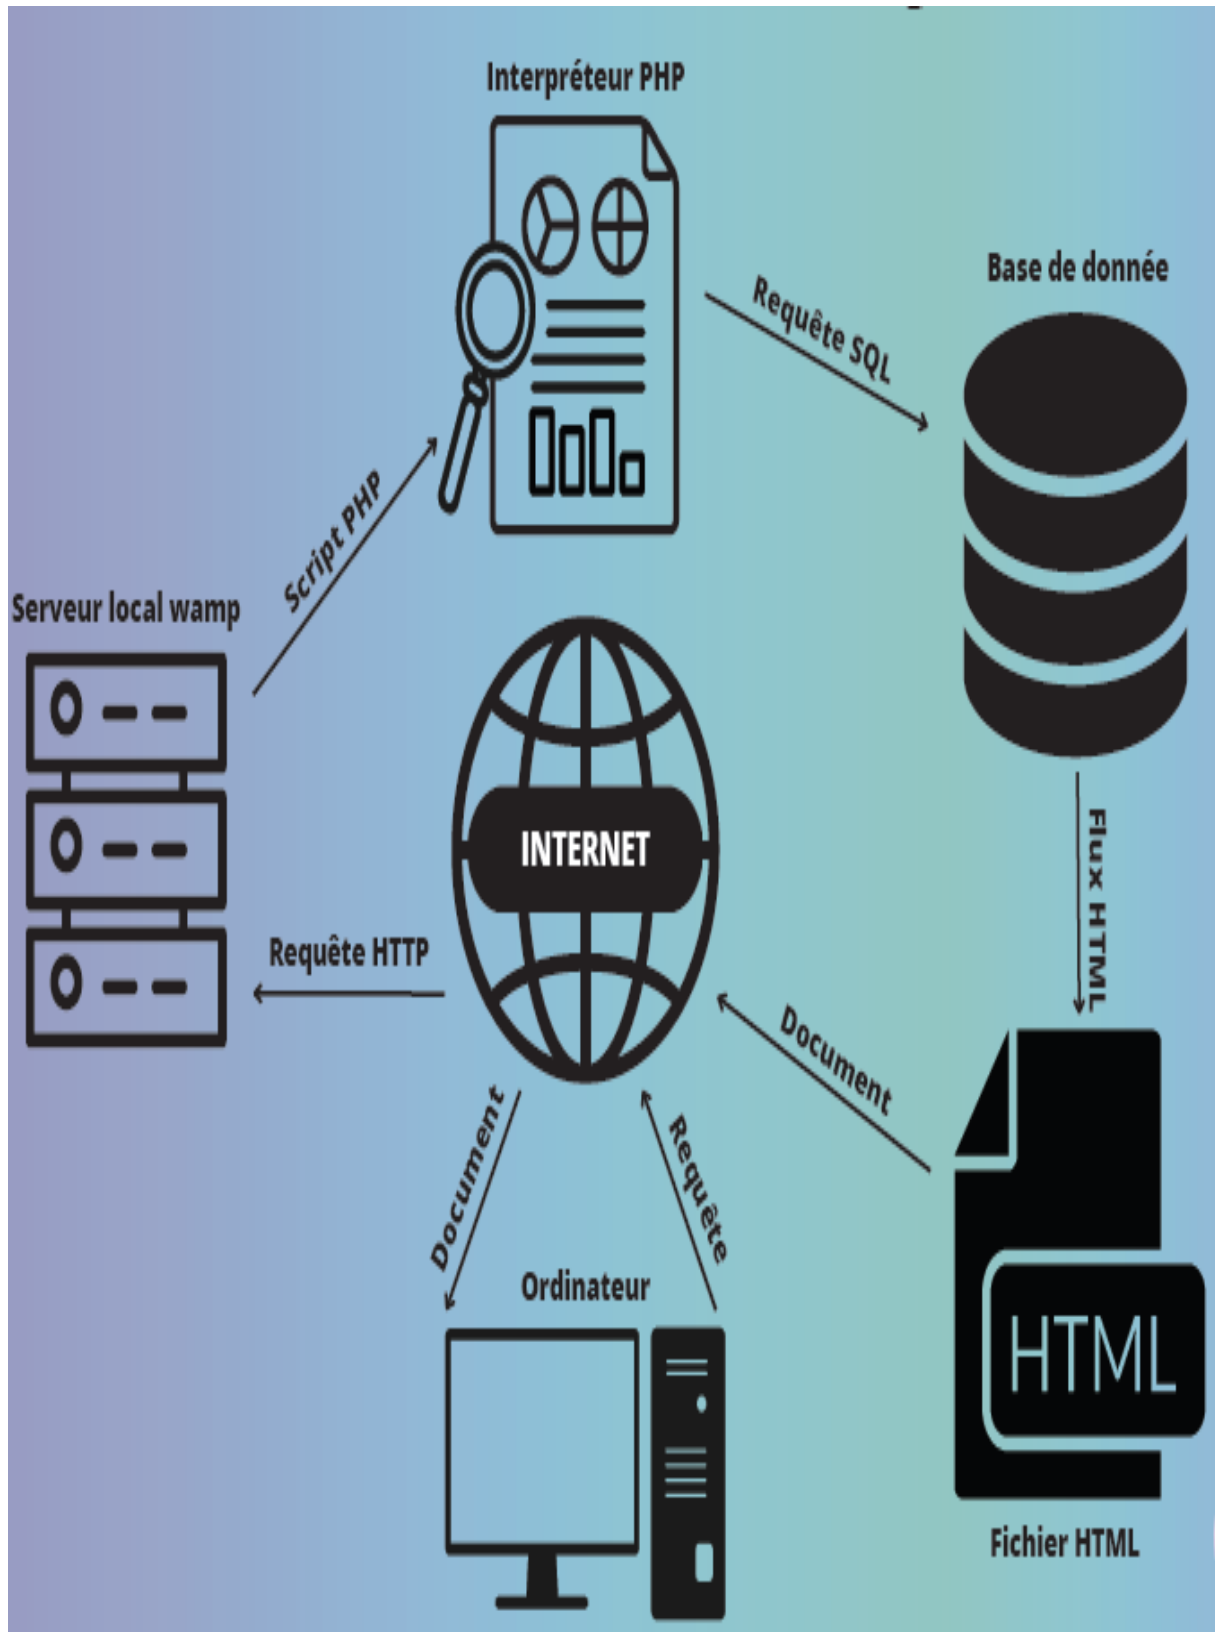 Interpréteur PHP
Base de donnée
Requête SQL
Script PHP
Serveur local wamp
INTERNET
Flux HTML
Requête HTTP
Document
Document
Requête
Ordinateur
HTML
Fichier HTML